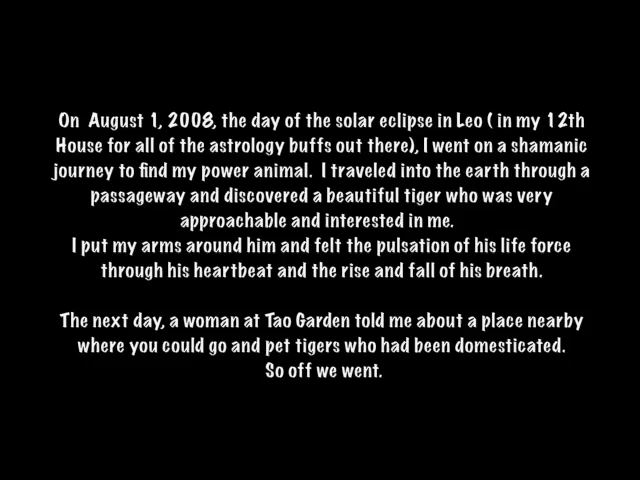 On August 1, 2008, the day of the solar eclipse in Leo ( in my 12th
House for all of the astrology buffs out there), I went on a shamanic
journey to find my power animal. I traveled into the earth through a
passageway and discovered a beautiful tiger who was very
approachable and interested in me.
I put my arms around him and felt the pulsation of his life force
through his heartbeat and the rise and fall of his breath.
The next day, a woman at Tao Garden told me about a place nearby
where you could go and pet tigers who had been domesticated.
So off we went.